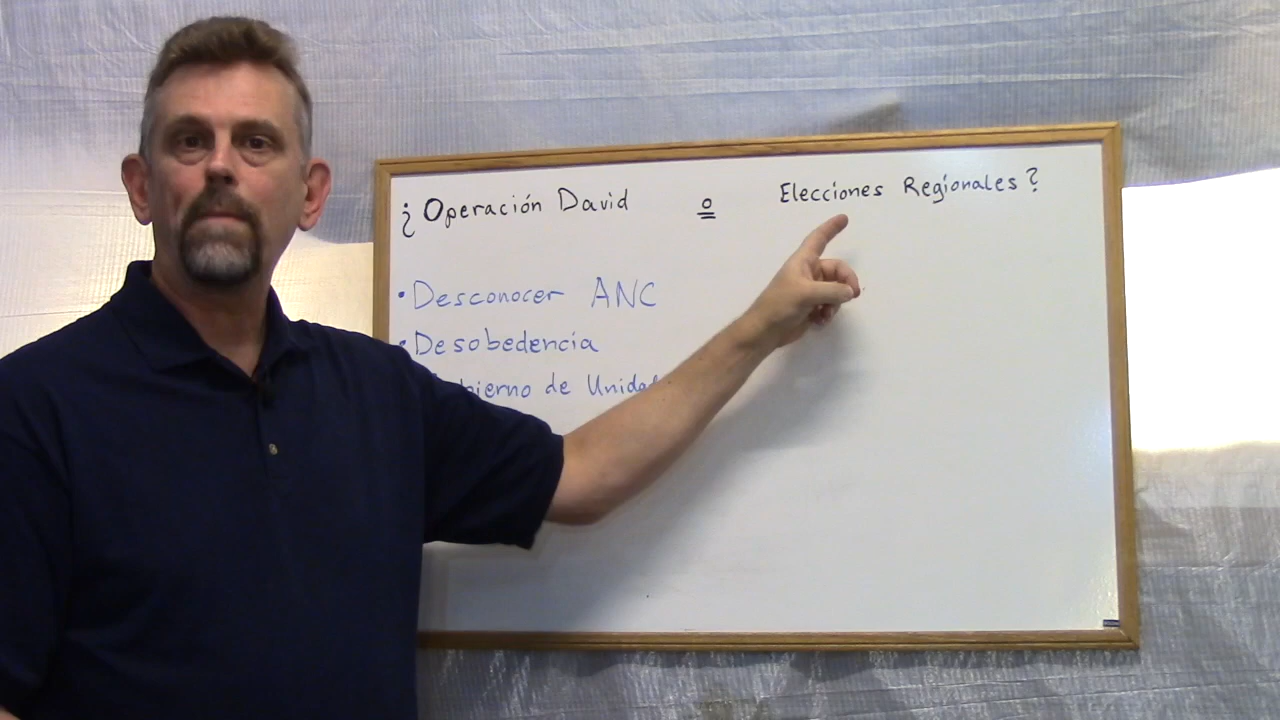 ¿Operación David o Elecciones Regionales?
• Desconocer ANC
• Desobedencia
de